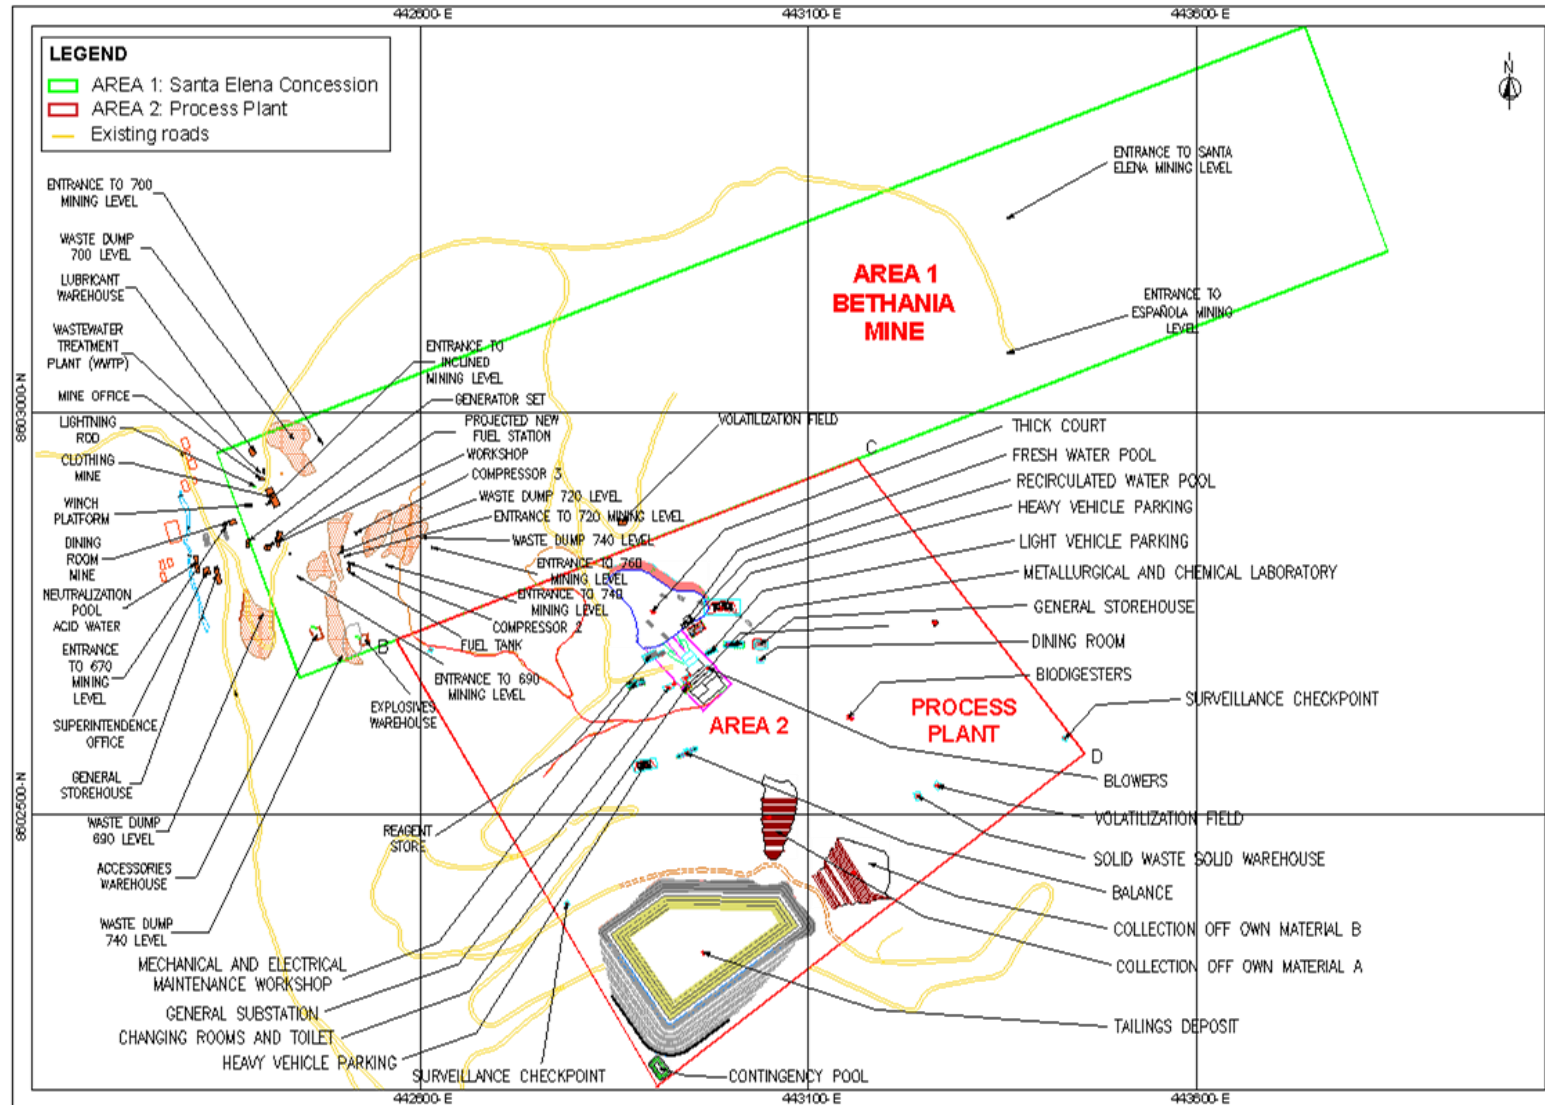 442600- E
443100- E
443600- E
LEGEND
AREA 1: Santa Elena Concession
AREA 2: Process Plant
Existing roads
N
ENTRANCE TO SANTA
ELENA MINING LEVEL
ENTRANCE TO 700
MINING LEVEL
WASTE DUMP
700 LEVEL
LUBRICANT
WAREHOUSE
WASTEWATER
TREATMENT
PLANT (WWTP)
MINE OFFICE
LIGHTNING
ROD
CLOTHING
MINE
WINCH
PLATFORM
DINING
ROOM
MINE
NEUTRALIZATION
POOL
ACID WATER
ENTRANCE
TO 670
MINING
LEVEL
SUPERINTENDENCE
OFFICE
GENERAL
STOREHOUSE
WASTE DUMP
690 LEVEL
ACCESSORIES
WAREHOUSE
WASTE DUMP
740 LEVEL
AREA 1
BETHANIA
MINE
ENTRANCE TO
ESPAÑOLA MINING
LEVEL
ENTRANCE TO
INCLINED
MINING LEVEL
GENERATOR SET
PROJECTED NEW
FUEL STATION
WORKSHOP
COMPRESSOR 3
WASTE DUMP 720 LEVEL
ENTRANCE TO 720 MINING LEVEL
WASTE DUMP 740 LEVEL
ENTRANCE TO 760
MINING LEVEL
ENTRANCE TO 740
MINING LEVEL
COMPRESSOR 2
FUEL TANK
ENTRANCE TO 690
MINING LEVEL
EXPLOSIVES
WAREHOUSE
B
C
D
VOLATILIZATION FIELD
THICK COURT
FRESH WATER POOL
RECIRCULATED WATER POOL
HEAVY VEHICLE PARKING
LIGHT VEHICLE PARKING
METALLURGICAL AND CHEMICAL LABORATORY
GENERAL STOREHOUSE
DINING ROOM
BIODIGESTERS
SURVEILLANCE CHECKPOINT
AREA 2
PROCESS
PLANT
BLOWERS
VOLATILIZATION FIELD
SOLID WASTE SOLID WAREHOUSE
BALANCE
COLLECTION OFF OWN MATERIAL B
COLLECTION OFF OWN MATERIAL A
TAILINGS DEPOSIT
REAGENT
STORE
MECHANICAL AND ELECTRICAL
MAINTENANCE WORKSHOP
GENERAL SUBSTATION
CHANGING ROOMS AND TOILET
HEAVY VEHICLE PARKING
SURVEILLANCE CHECKPOINT
CONTINGENCY POOL
8603000-N
8602500-N
442600- E
443100- E
443600- E